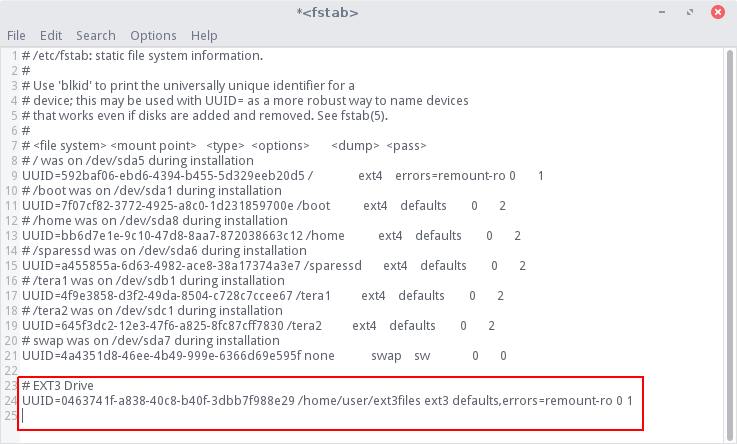 *<fstab>
File Edit Search Options Help
1 # /etc/fstab: static file system information.
2 #
3 # Use 'blkid' to print the universally unique identifier for a
4 # device; this may be used with UUID= as a more robust way to name devices
5 # that works even if disks are added and removed. See fstab(5).
6 #
7 # <file system> <mount point> <type> <options> <dump> <pass>
8 # / was on /dev/sda5 during installation
9 UUID=592baf06-ebd6-4394-b455-5d329eeb20d5 / ext4 errors=remount-ro 0 1
10 # /boot was on /dev/sda1 during installation
11 UUID=7f07cf82-3772-4925-a8c0-1d231859700e /boot ext4 defaults 0 2
12 # /home was on /dev/sda8 during installation
13 UUID=bb6d7e1e-9c10-47d8-8aa7-872038663c12 /home ext4 defaults 0 2
14 # /sparessd was on /dev/sda6 during installation
15 UUID=a455855a-6d63-4982-ace8-38a17374a3e7 /sparessd ext4 defaults 0 2
16 # /tera1 was on /dev/sdb1 during installation
17 UUID=4f9e3858-d3f2-49da-8504-c728c7ccee67 /tera1 ext4 defaults 0 2
18 # /tera2 was on /dev/sdc1 during installation
19 UUID=645f3dc2-12e3-47f6-a825-8fc87cff7830 /tera2 ext4 defaults 0 2
20 # swap was on /dev/sda7 during installation
21 UUID=4a4351d8-46ee-4b49-999e-6366d69e595f none swap sw 0 0
22
23 # EXT3 Drive
24 UUID=0463741f-a838-40c8-b40f-3dbb7f988e29 /home/user/ext3files ext3 defaults,errors=remount-ro 0 1
25